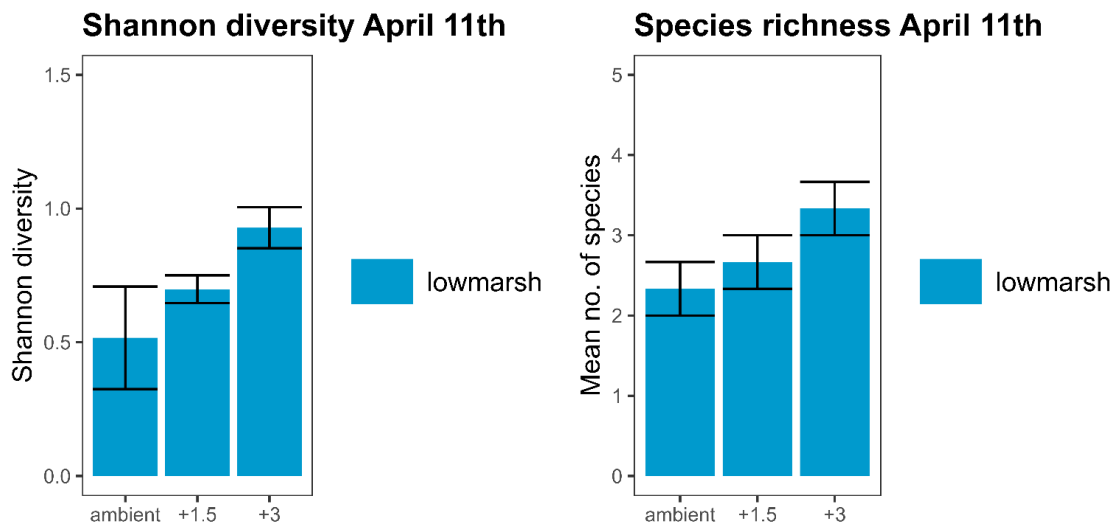 Shannon diversity April 11th
Shannon diversity
1.5
1.0
0.5
0.0
ambient +1.5 +3
lowmarsh
Species richness April 11th
Mean no. of species
5
4
3
2
1
0
ambient +1.5 +3
lowmarsh